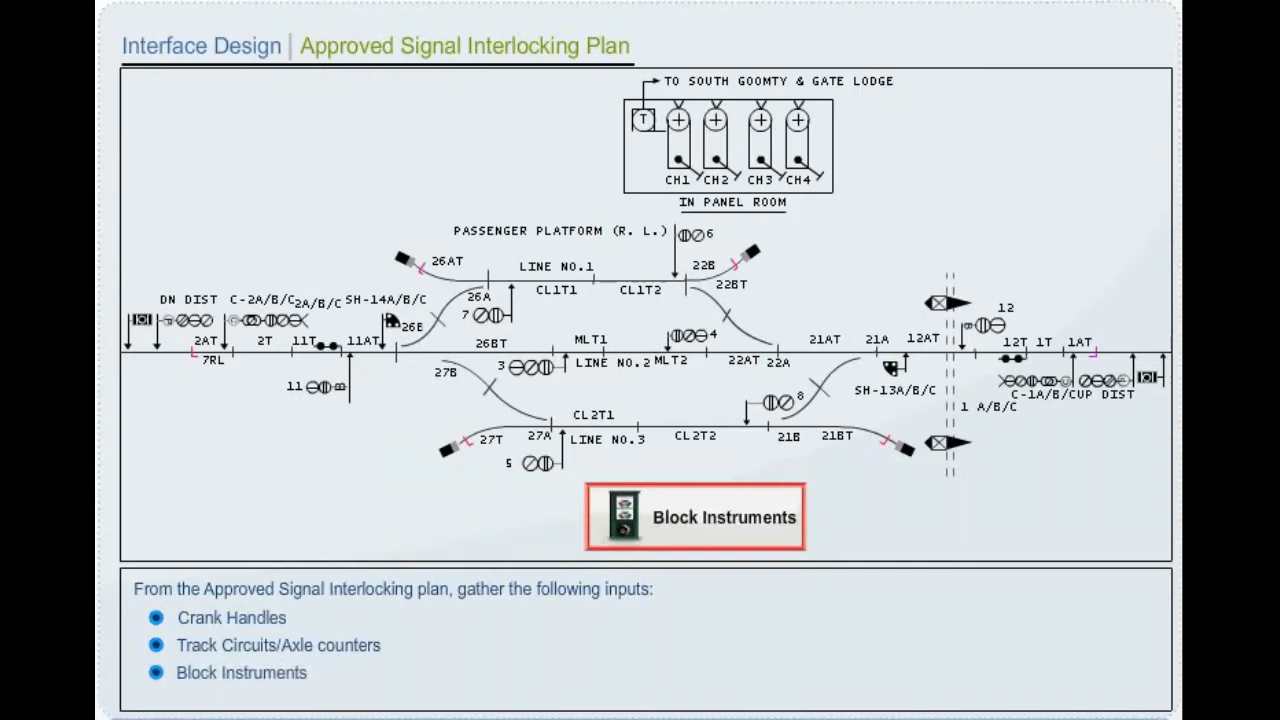 Interface Design | Approved Signal Interlocking Plan
TO SOUTH GOOMTY & GATE LODGE
T
CH1 CH2 CH3 CH4
IN PANEL ROOM
PASSENGER PLATFORM (R. L.) 6
26AT LINE NO.1 22B
26A CL1T1 CL1T2 22BT
DN DIST C-2A/B/C 2A/B/C SH-14A/B/C
7 12
26B
2AT 2T 11T 11AT 26BT MLT1 4 21AT 21A 12AT 12T 1T 1AT
7RL 3 LINE NO.2 MLT2 22AT 22A
27B
11 8 SH-13A/B/C C-1A/B/C UP DIST
1 A/B/C
CL2T1
27T 27A LINE NO.3 CL2T2 21B 21BT
5
Block Instruments
From the Approved Signal Interlocking plan, gather the following inputs:
Crank Handles
Track Circuits/Axle counters
Block Instruments